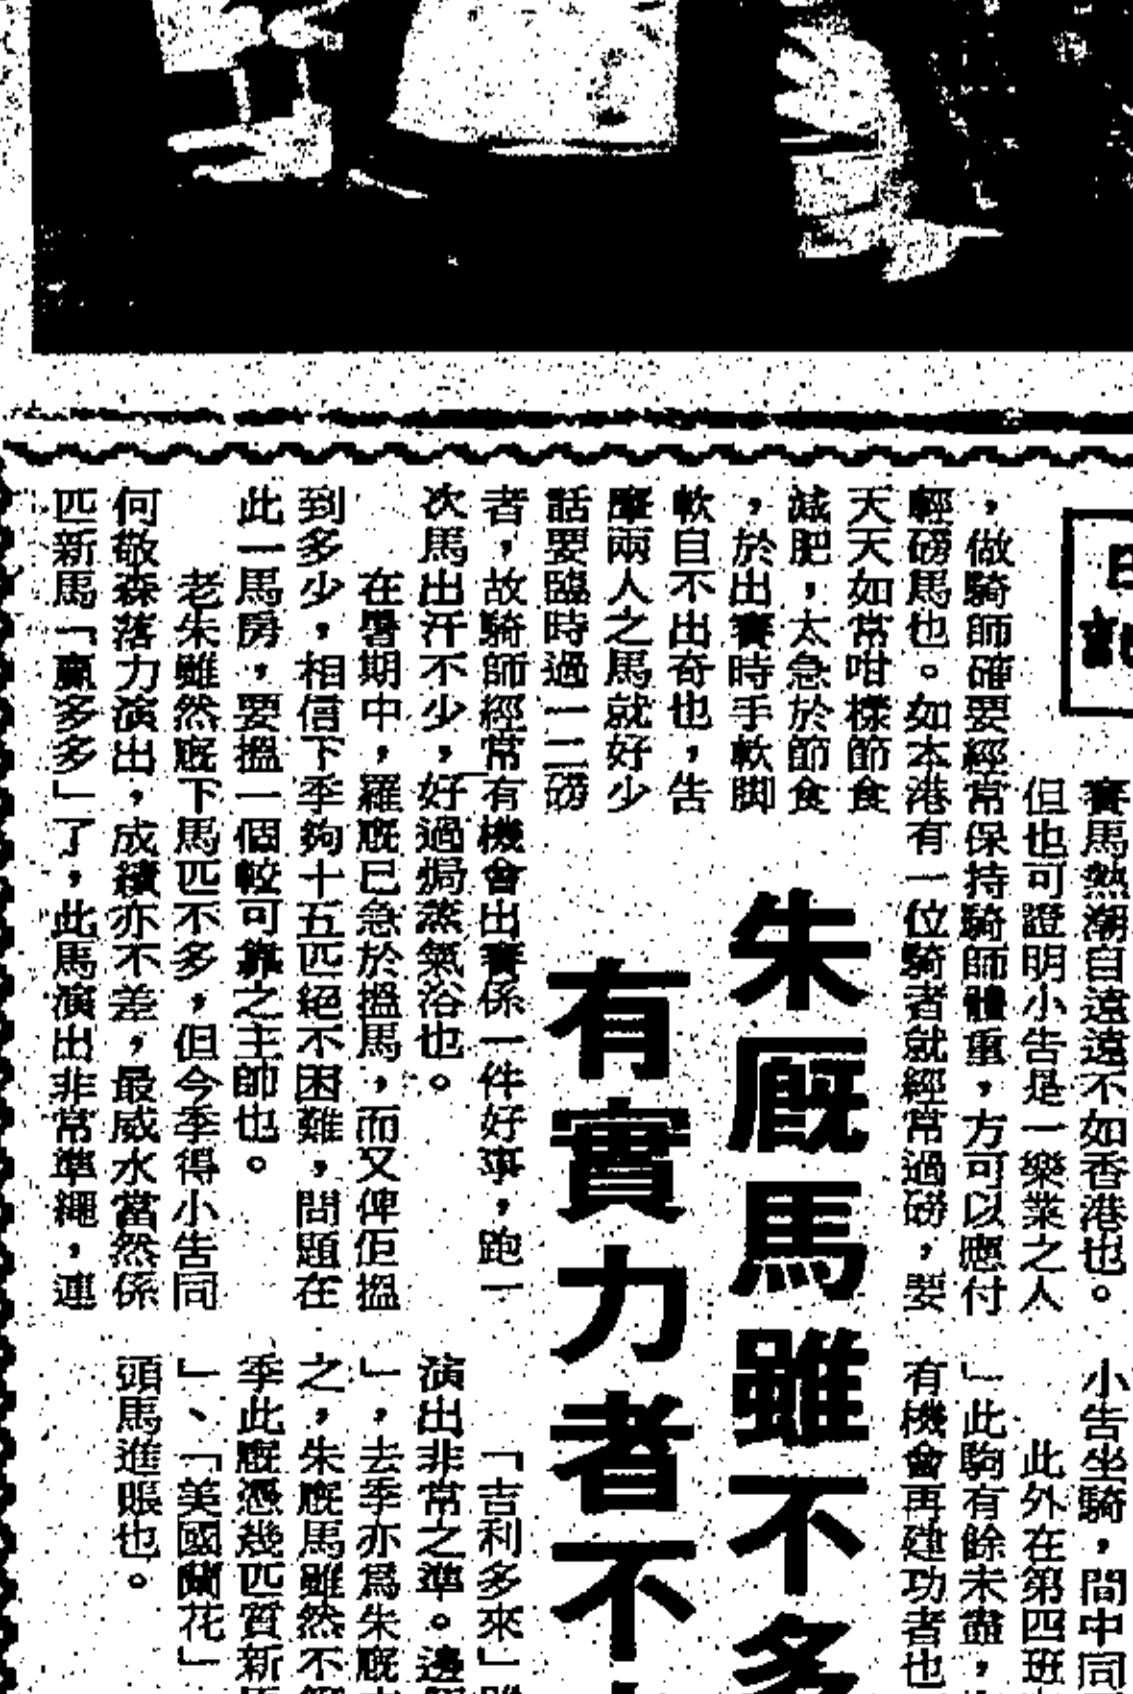 賽馬熱潮自遠遠不如香港也。
但也可證明小告是一樂業之人
，做騎師確要經常保持騎師體重，方可以應付
輕磅馬也。如本港有一位騎者就經常過磅，要
天天如常咁樣節食
減肥，太急於節食
，於出賽時手軟脚
軟自不出奇也，告
摩兩人之馬就好少
話要臨時過一二磅
者，故騎師經常有機會出賽係一件好事，跑一
次馬出汗不少，好過焗蒸氣浴也。
在暑期中，羅厩已急於搵馬，而又俾佢搵
到多少，相信下季夠十五匹絕不困難，問題在
此一馬房，要搵一個較可靠之主帥也。
老朱雖然厩下馬匹不多，但今季得小告同
何敬森落力演出，成績亦不差，最威水當然係
匹新馬「贏多多」了，此馬演出非常準繩，連
朱厩馬雖不多
有實力者不
小告坐騎，間中同
此外在第四班
」此駒有餘未盡，
有機會再建功者也
「吉利多來」雖
演出非常之準。邊
」，去季亦爲朱厩
之，朱厩馬雖然不
季此厩憑幾匹質新
」、「美國蘭花」
頭馬進賬也。